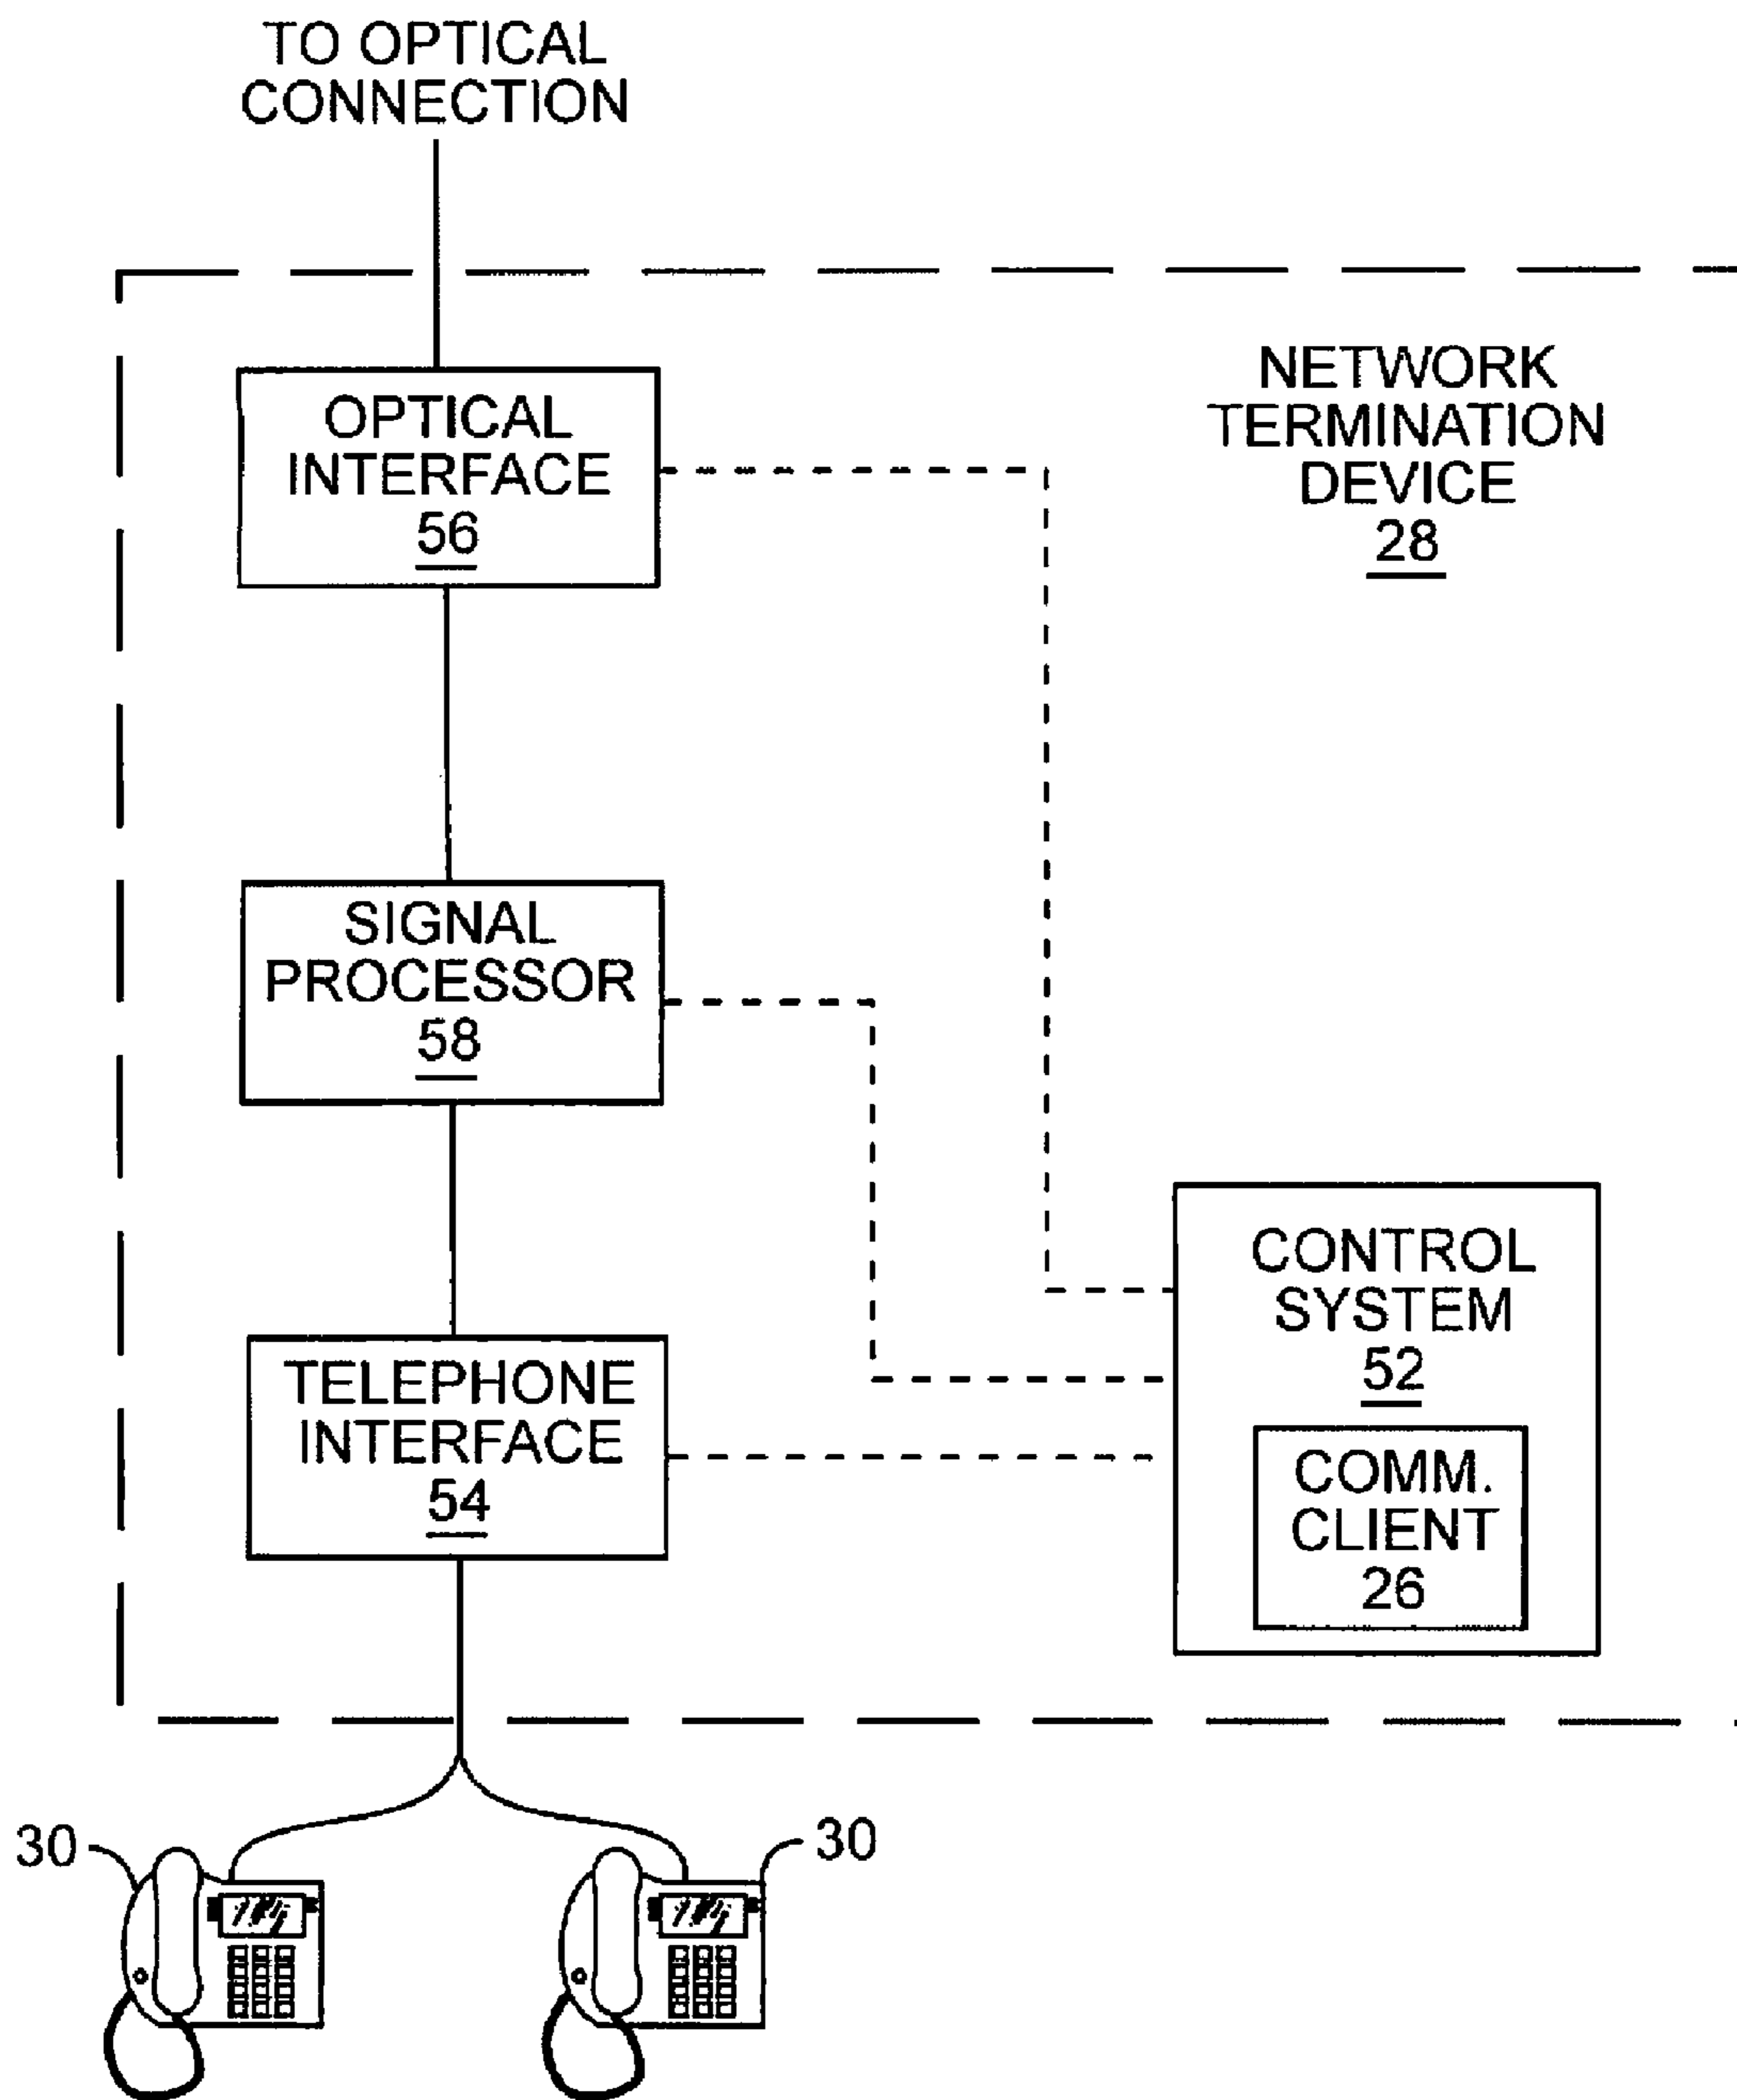 TO OPTICAL
CONNECTION
NETWORK
TERMINATION
DEVICE
28
OPTICAL
INTERFACE
56
SIGNAL
PROCESSOR
58
CONTROL
SYSTEM
52
TELEPHONE
INTERFACE
54
COMM.
CLIENT
26
30
30